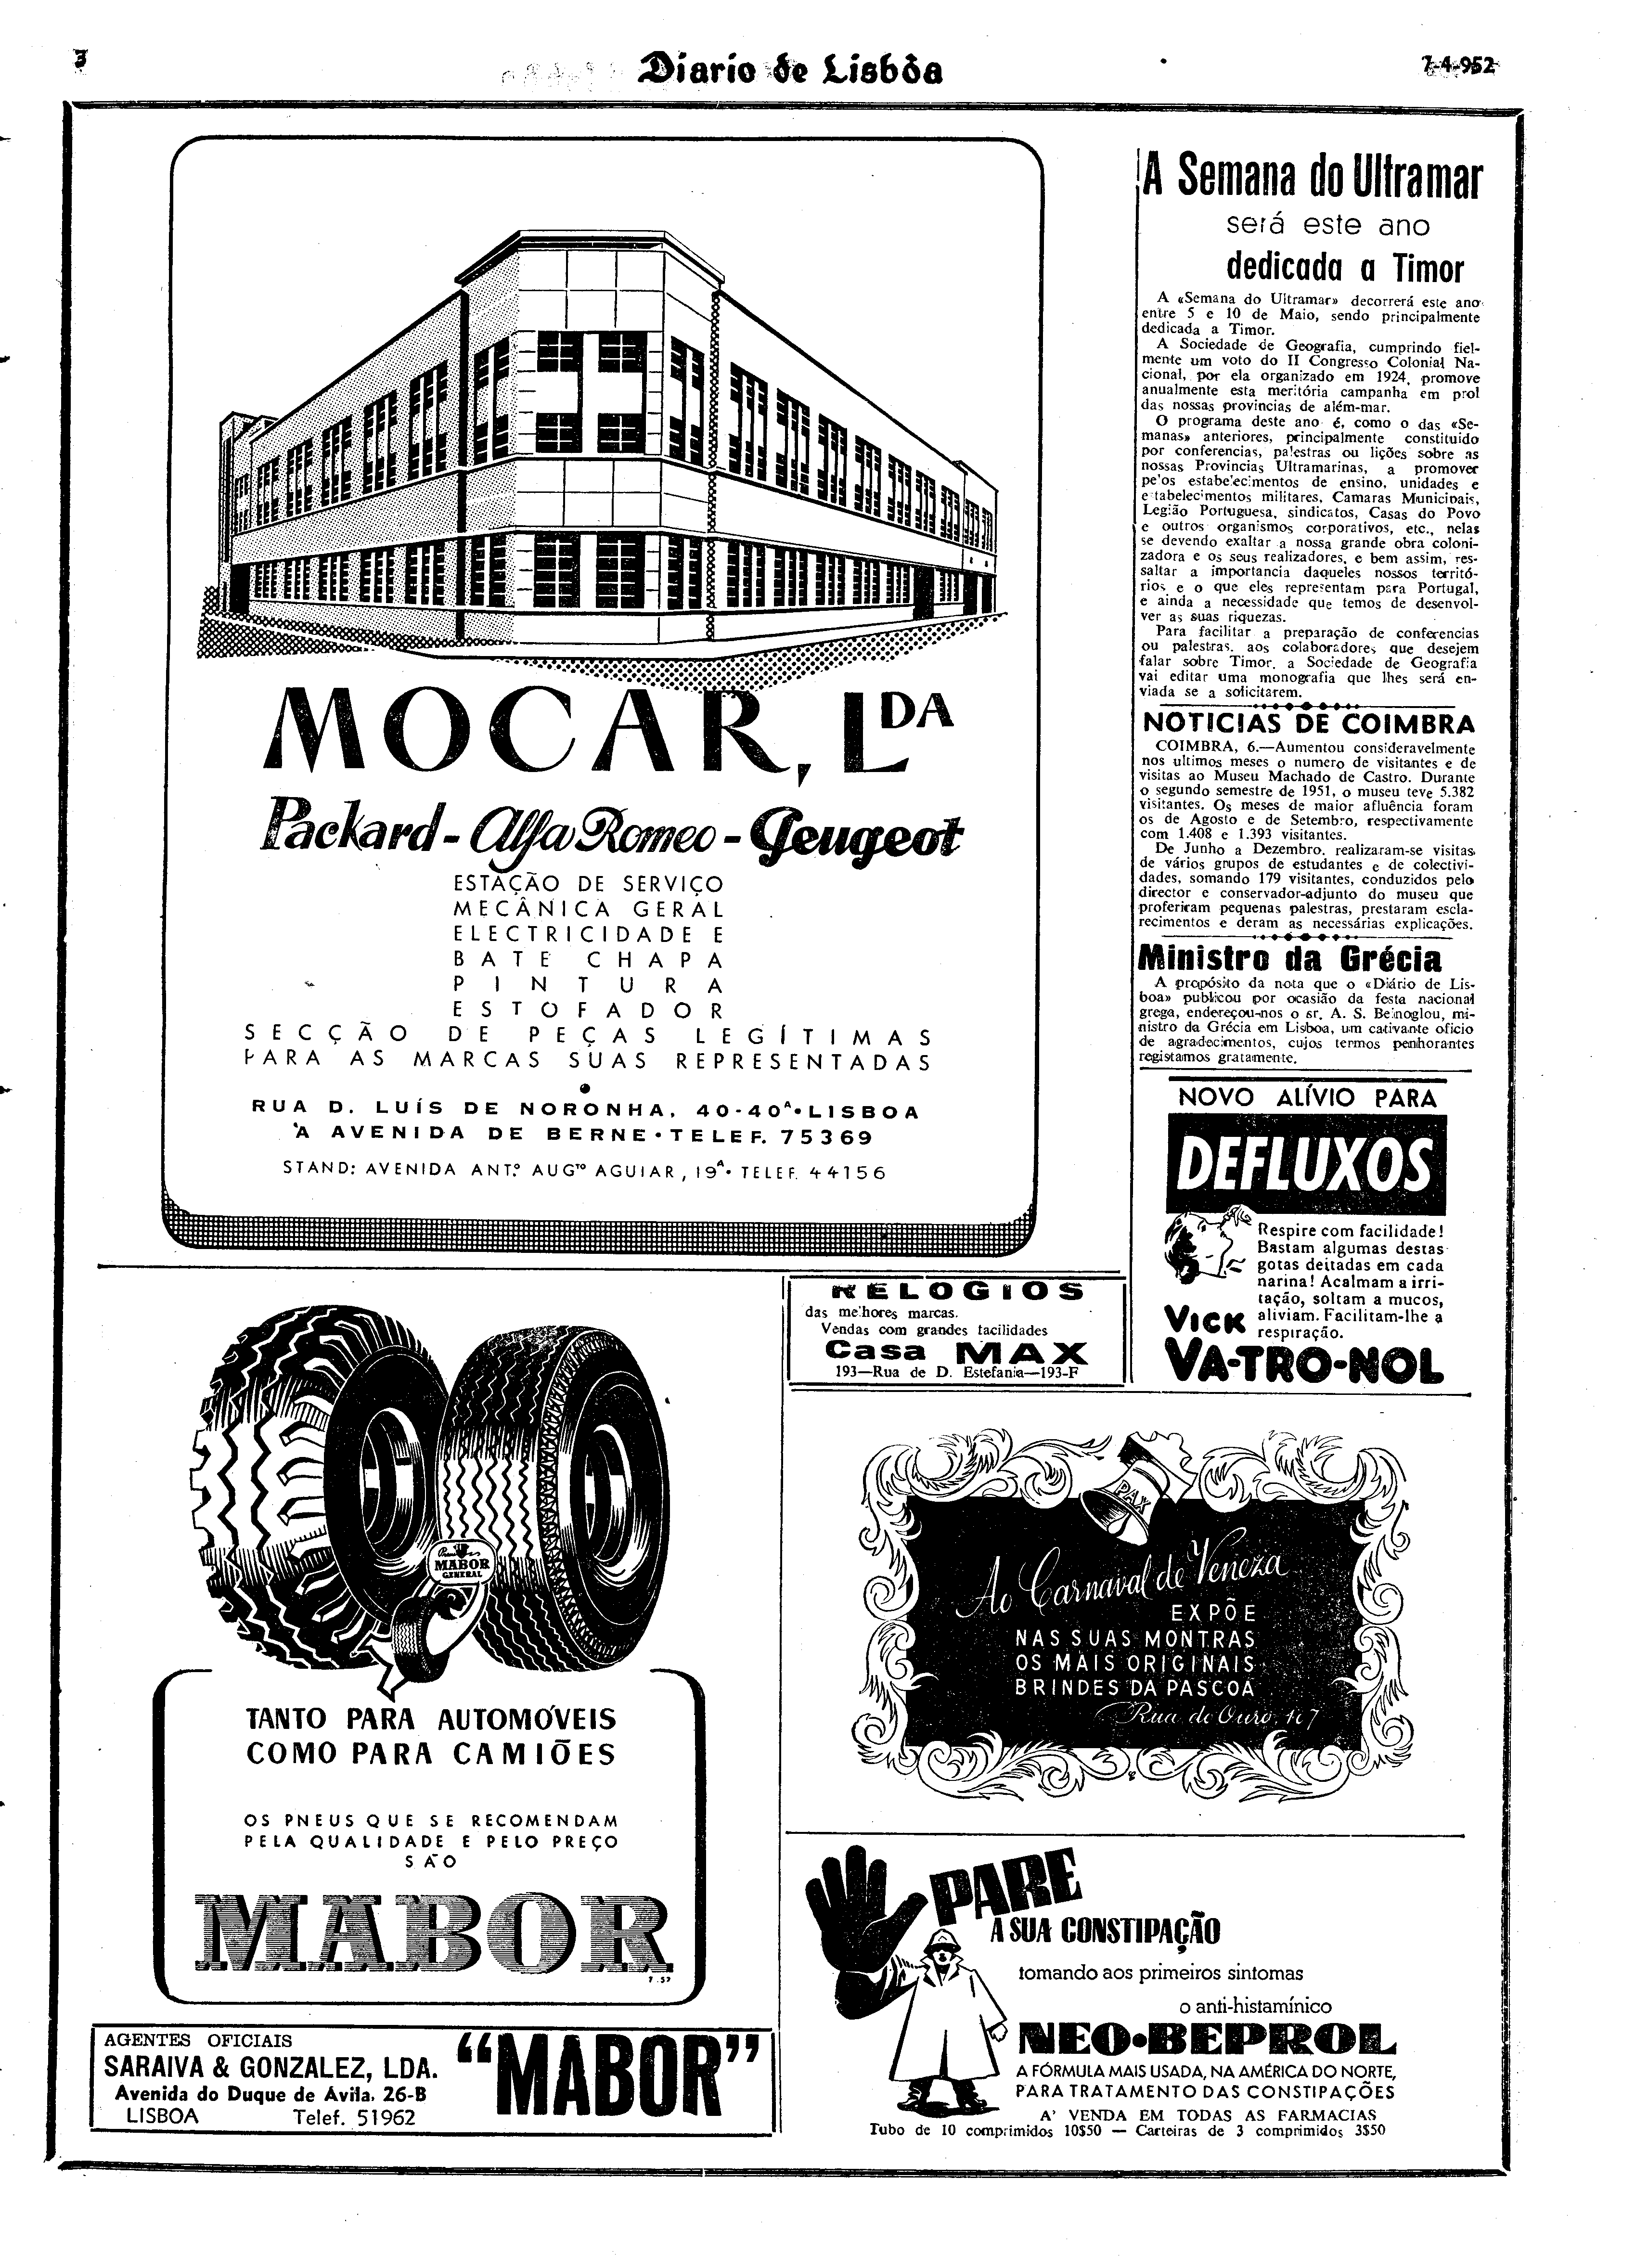 3
Diario de Lisbôa
7-4-952
MOCAR, LDA
Packard - Alfa Romeo - Peugeot
ESTAÇÃO DE SERVIÇO
MECÂNICA GERAL
ELECTRICIDADE E
BATE CHAPA
PINTURA
ESTOFADOR
SECÇÃO DE PEÇAS LEGÍTIMAS
PARA AS MARCAS SUAS REPRESENTADAS
RUA D. LUÍS DE NORONHA, 40-40A • LISBOA
'A AVENIDA DE BERNE • TELEF. 75369
STAND: AVENIDA ANT.º AUGTO AGUIAR, 19A • TELEF. 44156
A Semana do Ultramar
será este ano
dedicada a Timor
A «Semana do Ultramar» decorrerá este ano
entre 5 e 10 de Maio, sendo principalmente
dedicada a Timor.
A Sociedade de Geografia, cumprindo fiel-
mente um voto do II Congresso Colonial Na-
cional, por ela organizado em 1924, promove
anualmente esta meritória campanha em prol
das nossas provincias de além-mar.
O programa deste ano é, como o das «Se-
manas» anteriores, principalmente constituido
por conferencias, palestras ou lições sobre as
nossas Provincias Ultramarinas, a promover
pelos estabelecimentos de ensino, unidades e
estabelecimentos militares, Camaras Municipais,
Legião Portuguesa, sindicatos, Casas do Povo
e outros organismos corporativos, etc., nelas
se devendo exaltar a nossa grande obra coloni-
zadora e os seus realizadores, e bem assim, res-
saltar a importancia daqueles nossos territó-
rios e o que eles representam para Portugal,
e ainda a necessidade que temos de desenvol-
ver as suas riquezas.
Para facilitar a preparação de conferencias
ou palestras, aos colaboradores que desejem
falar sobre Timor, a Sociedade de Geografia
vai editar uma monografia que lhes será en-
viada se a solicitarem.
NOTICIAS DE COIMBRA
COIMBRA, 6.—Aumentou consideravelmente
nos ultimos meses o numero de visitantes e de
visitas ao Museu Machado de Castro. Durante
o segundo semestre de 1951, o museu teve 5.382
visitantes. Os meses de maior afluência foram
os de Agosto e de Setembro, respectivamente
com 1.408 e 1.393 visitantes.
De Junho a Dezembro, realizaram-se visitas
de vários grupos de estudantes e de colectivi-
dades, somando 179 visitantes, conduzidos pelo
director e conservador-adjunto do museu que
proferiram pequenas palestras, prestaram escla-
recimentos e deram as necessárias explicações.
Ministro da Grécia
A propósito da nota que o «Diário de Lis-
boa» publicou por ocasião da festa nacional
grega, endereçou-nos o sr. A. S. Beinoglou, mi-
nistro da Grécia em Lisboa, um cativante oficio
de agradecimentos, cujos termos penhorantes
registamos gratamente.
NOVO ALÍVIO PARA
DEFLUXOS
Respire com facilidade!
Bastam algumas destas
gotas deitadas em cada
narina! Acalmam a irri-
tação, soltam a mucos,
aliviam. Facilitam-lhe a
respiração.
VICK
VA-TRO-NOL
RELOGIOS
das melhores marcas.
Vendas com grandes facilidades
Casa MAX
193—Rua de D. Estefania—193-F
MABOR
GENERAL
TANTO PARA AUTOMÓVEIS
COMO PARA CAMIÕES
OS PNEUS QUE SE RECOMENDAM
PELA QUALIDADE E PELO PREÇO
SÃO
MABOR
AGENTES OFICIAIS
SARAIVA & GONZALEZ, LDA.
Avenida do Duque de Ávila, 26-B
LISBOA Telef. 51962
“MABOR”
PAX
Ao Carnaval de Veneza
EXPÕE
NAS SUAS MONTRAS
OS MAIS ORIGINAIS
BRINDES DA PASCOA
Rua do Ouro,
PARE
A SUA CONSTIPAÇÃO
tomando aos primeiros sintomas
o anti-histamínico
NEO-BEPROL
A FÓRMULA MAIS USADA, NA AMÉRICA DO NORTE,
PARA TRATAMENTO DAS CONSTIPAÇÕES
A' VENDA EM TODAS AS FARMACIAS
Tubo de 10 comprimidos 10$50 — Carteiras de 3 comprimidos 3$50